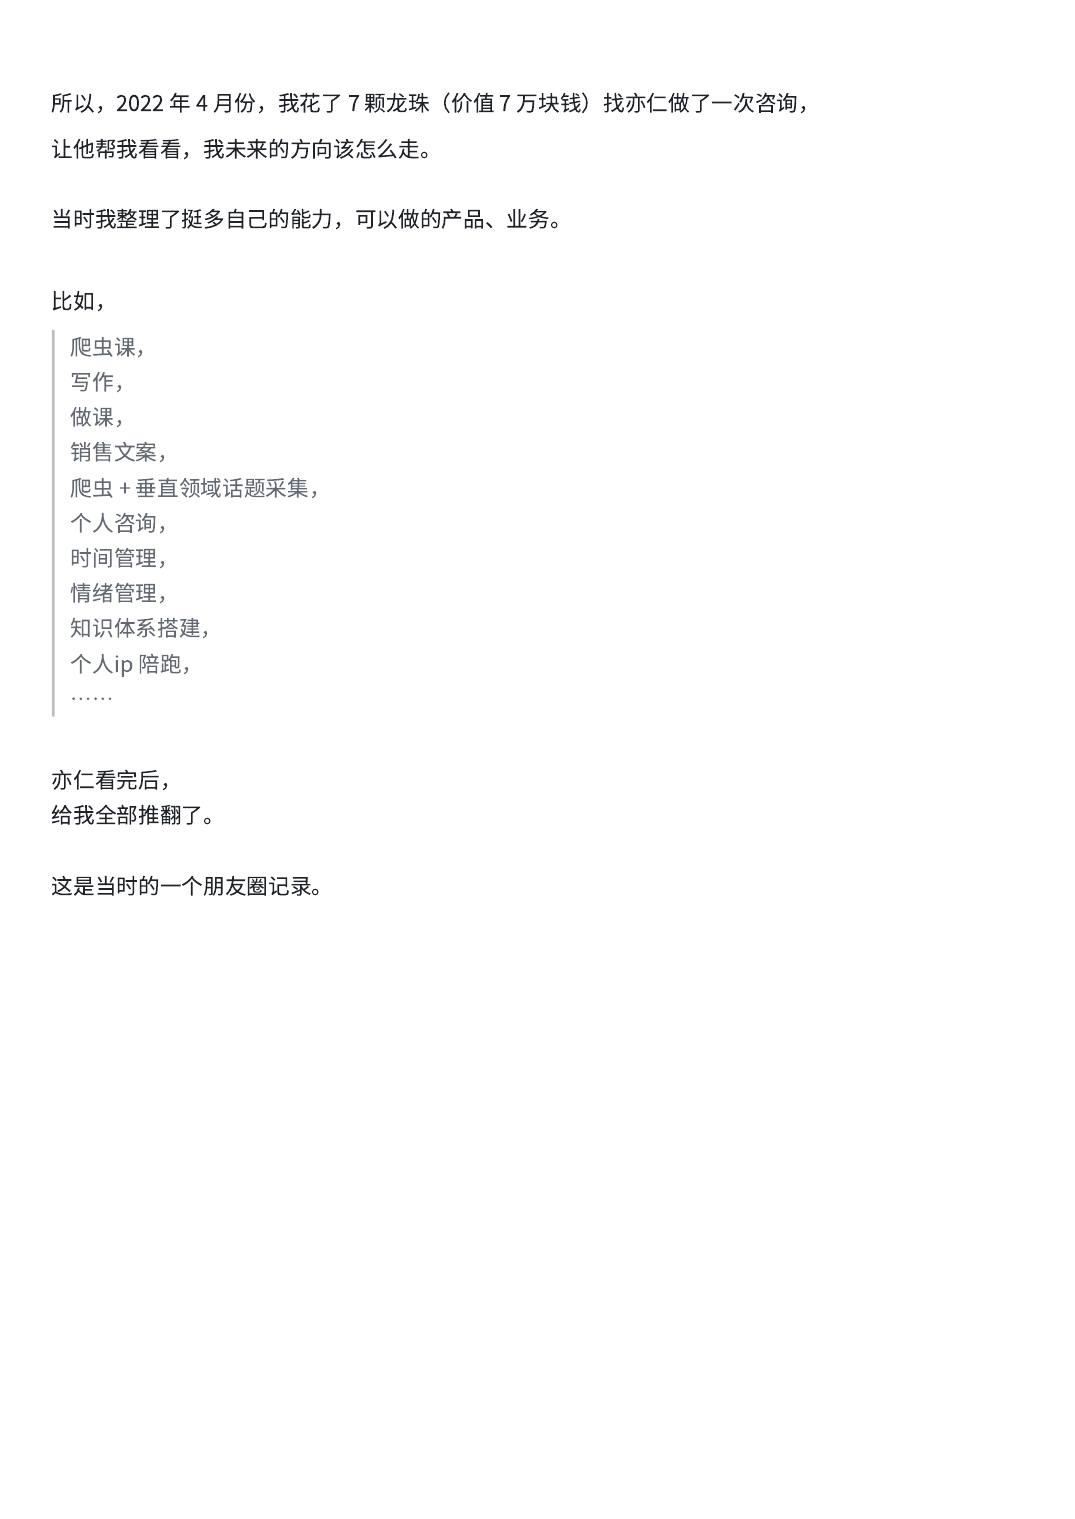 所以，2022 年 4 月份，我花了 7 颗龙珠（价值 7 万块钱）找亦仁做了一次咨询，
让他帮我看看，我未来的方向该怎么走。
当时我整理了挺多自己的能力，可以做的产品、业务。
比如，
爬虫课，
写作，
做课，
销售文案，
爬虫 + 垂直领域话题采集，
个人咨询，
时间管理，
情绪管理，
知识体系搭建，
个人ip 陪跑，
……
亦仁看完后，
给我全部推翻了。
这是当时的一个朋友圈记录。